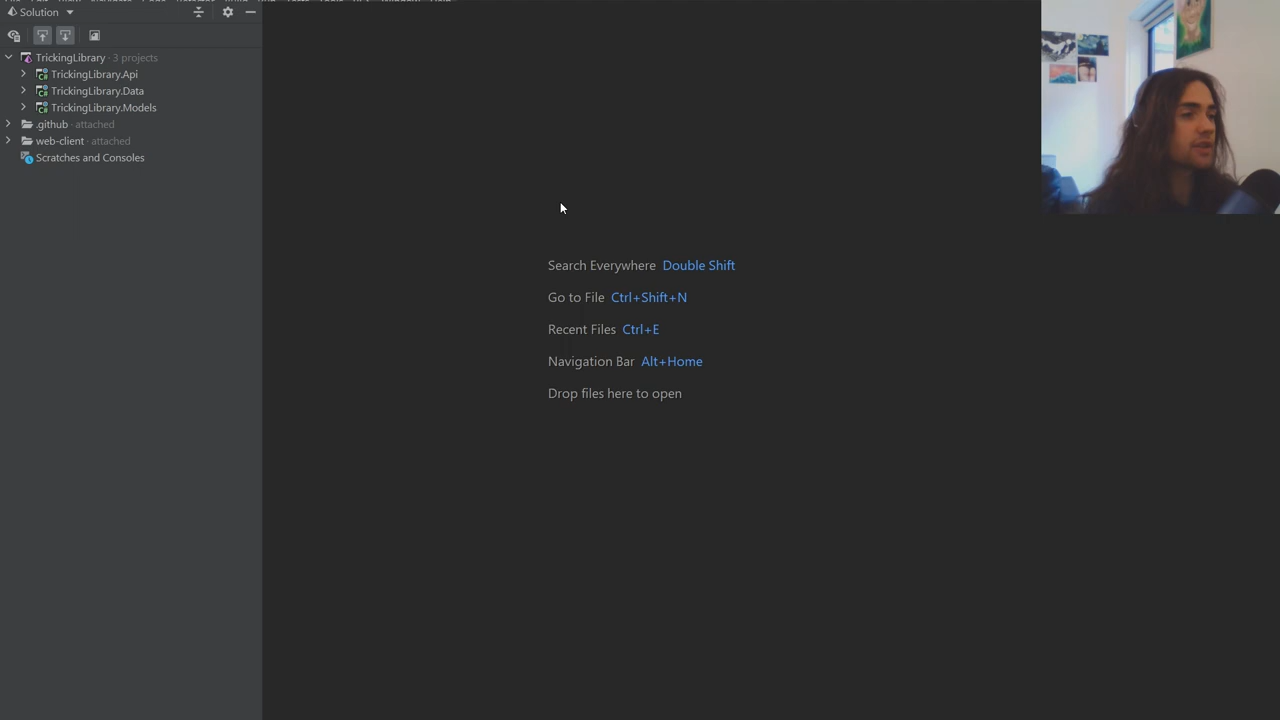 Solution
TrickingLibrary · 3 projects
TrickingLibrary.Api
TrickingLibrary.Data
TrickingLibrary.Models
.github · attached
web-client · attached
Scratches and Consoles
Search Everywhere Double Shift
Go to File Ctrl+Shift+N
Recent Files Ctrl+E
Navigation Bar Alt+Home
Drop files here to open